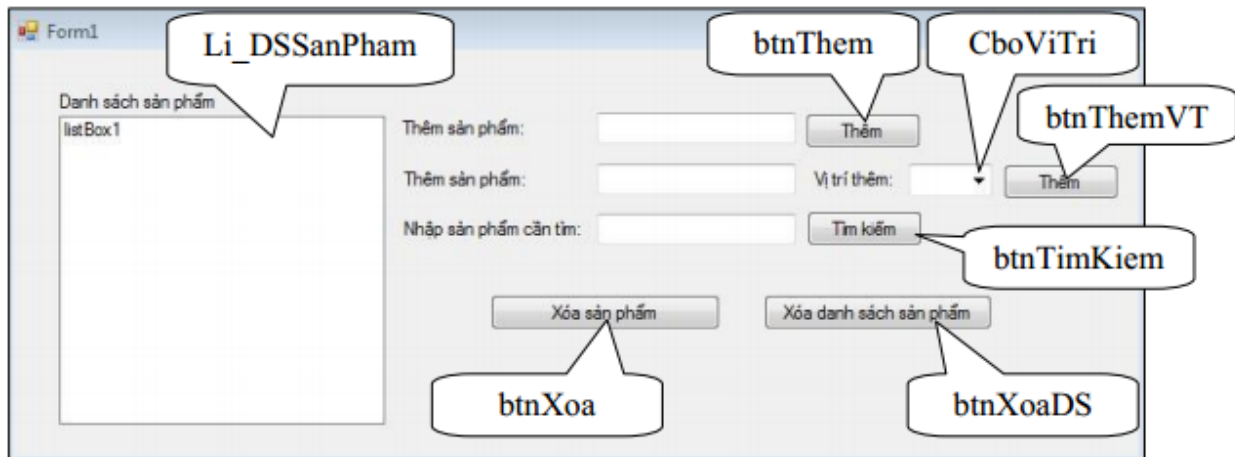 Form1
Li_DSSanPham
btnThem
CboViTri
btnThemVT
Danh sách sản phẩm
listBox1
Thêm sản phẩm:
Thêm
Thêm sản phẩm:
Vị trí thêm:
Thêm
Nhập sản phẩm cần tìm:
Tìm kiếm
btnTimKiem
Xóa sản phẩm
Xóa danh sách sản phẩm
btnXoa
btnXoaDS